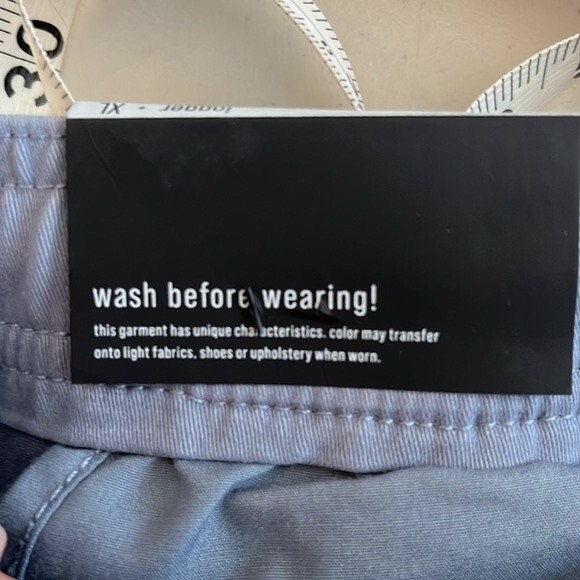 30
jogger • XL
wash before wearing!
this garment has unique characteristics. color may transfer
onto light fabrics. shoes or upholstery when worn.